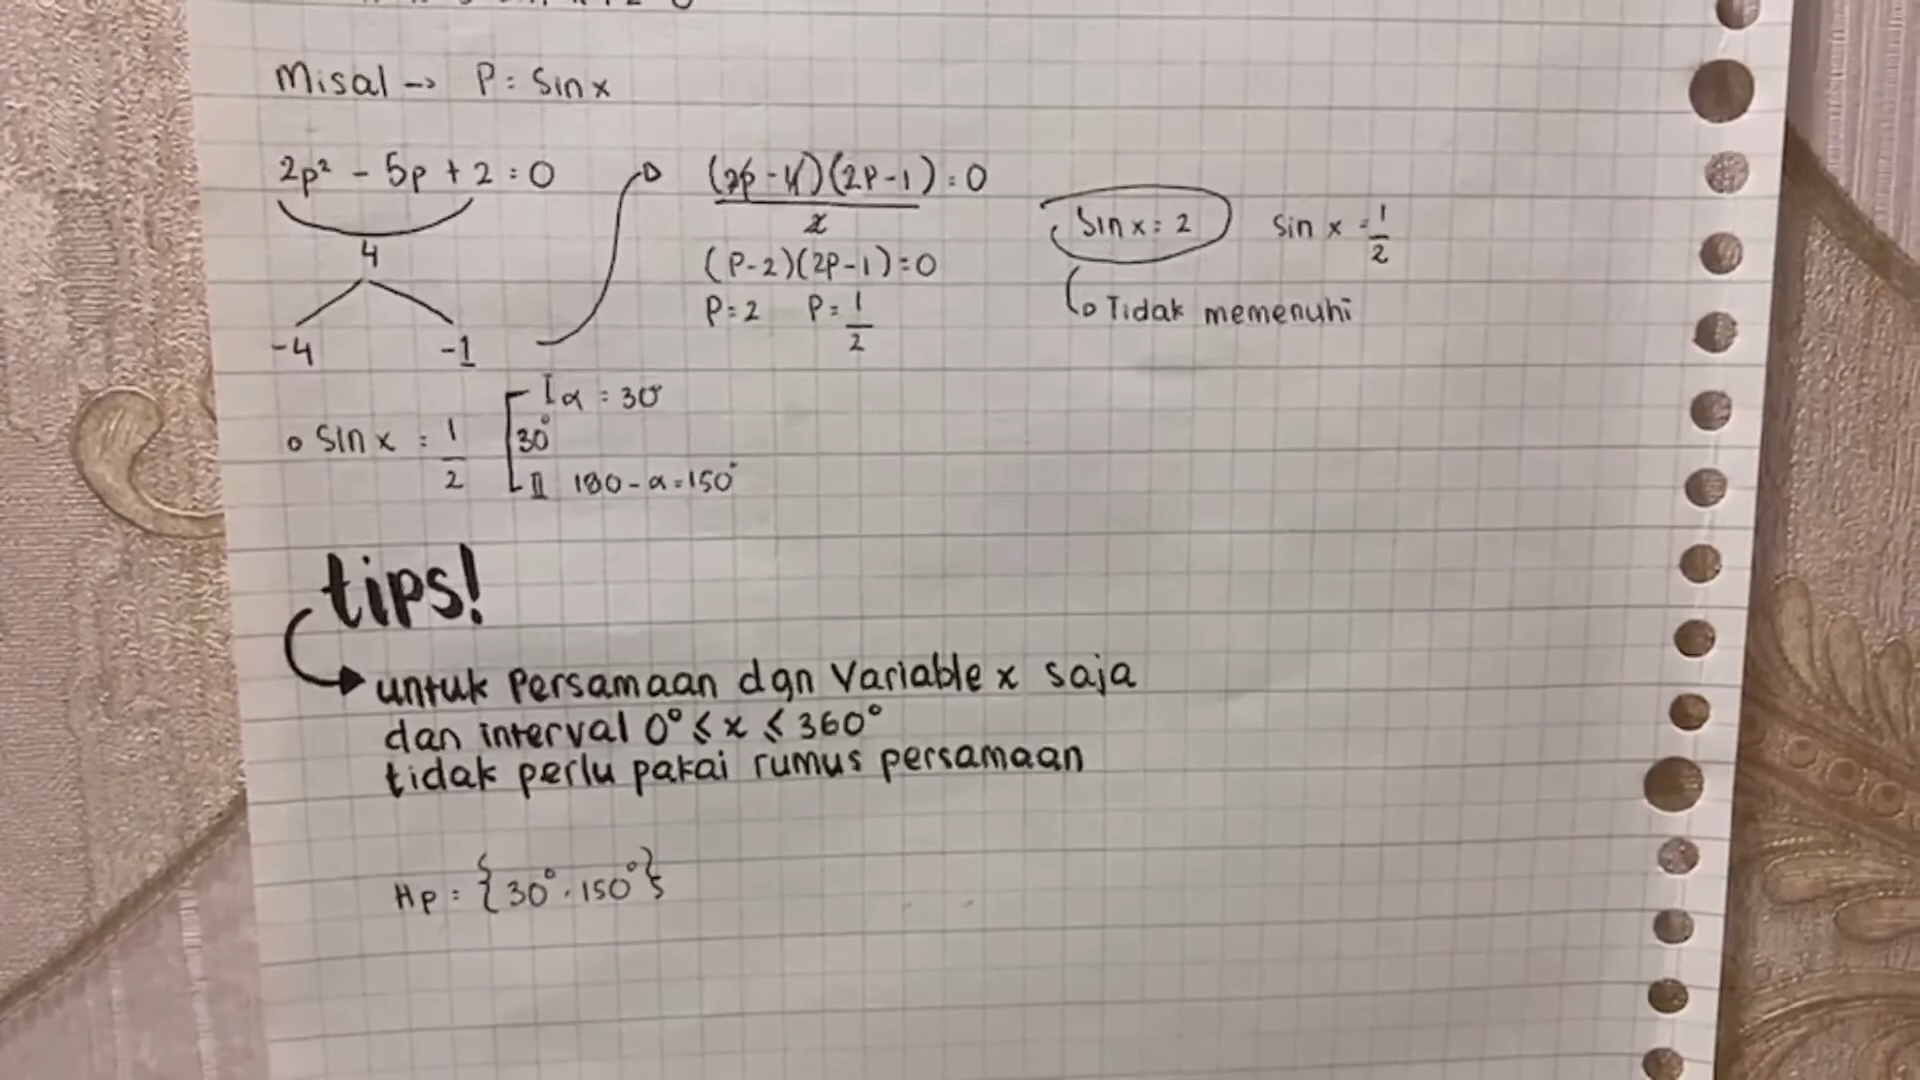 Misal → P = Sin x
2p² - 5p + 2 = 0
4
-4 -1
(2p - 4)(2P - 1) = 0
2
(P - 2)(2P - 1) = 0
P = 2 P = 1/2
Sin x = 2 Sin x = 1/2
Tidak memenuhi
Sin x = 1/2
I α = 30°
30°
II 180 - α = 150°
tips!
untuk Persamaan dgn Variable x saja
dan interval 0° ≤ x ≤ 360°
tidak perlu pakai rumus persamaan
Hp = {30°, 150°}